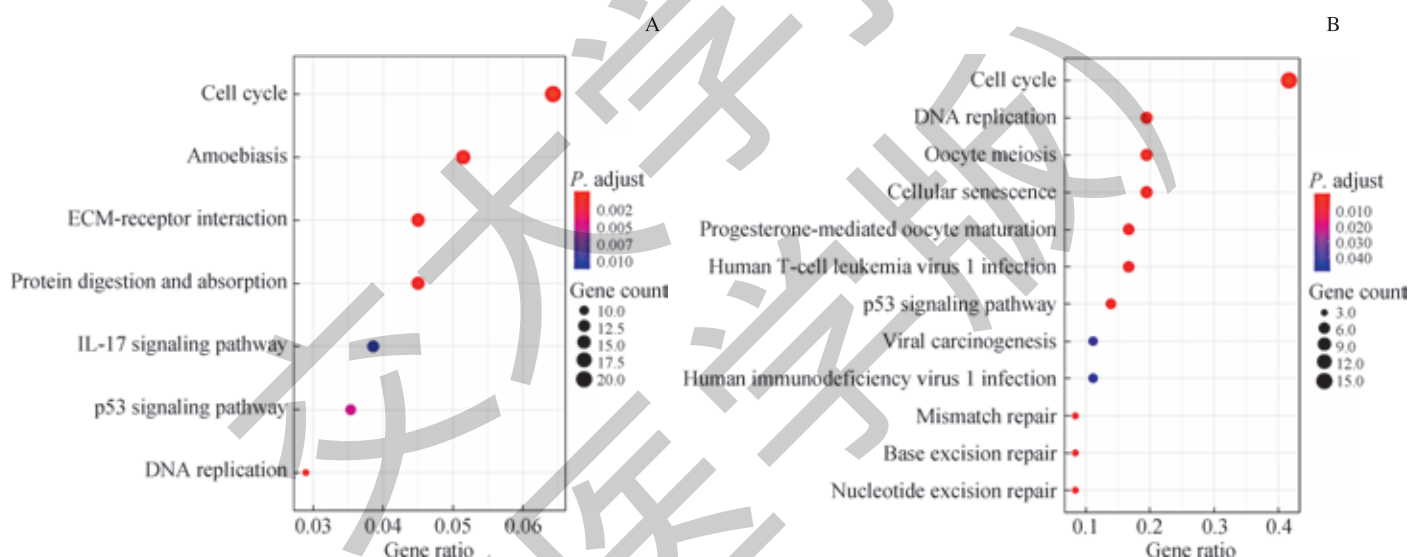 A
Cell cycle
Amoebiasis
ECM-receptor interaction
Protein digestion and absorption
IL-17 signaling pathway
p53 signaling pathway
DNA replication
0.03 0.04 0.05 0.06
Gene ratio
P. adjust
0.002
0.005
0.007
0.010
Gene count
10.0
12.5
15.0
17.5
20.0
B
Cell cycle
DNA replication
Oocyte meiosis
Cellular senescence
Progesterone-mediated oocyte maturation
Human T-cell leukemia virus 1 infection
p53 signaling pathway
Viral carcinogenesis
Human immunodeficiency virus 1 infection
Mismatch repair
Base excision repair
Nucleotide excision repair
0.1 0.2 0.3 0.4
Gene ratio
P. adjust
0.010
0.020
0.030
0.040
Gene count
3.0
6.0
9.0
12.0
15.0
交大学
医学版)